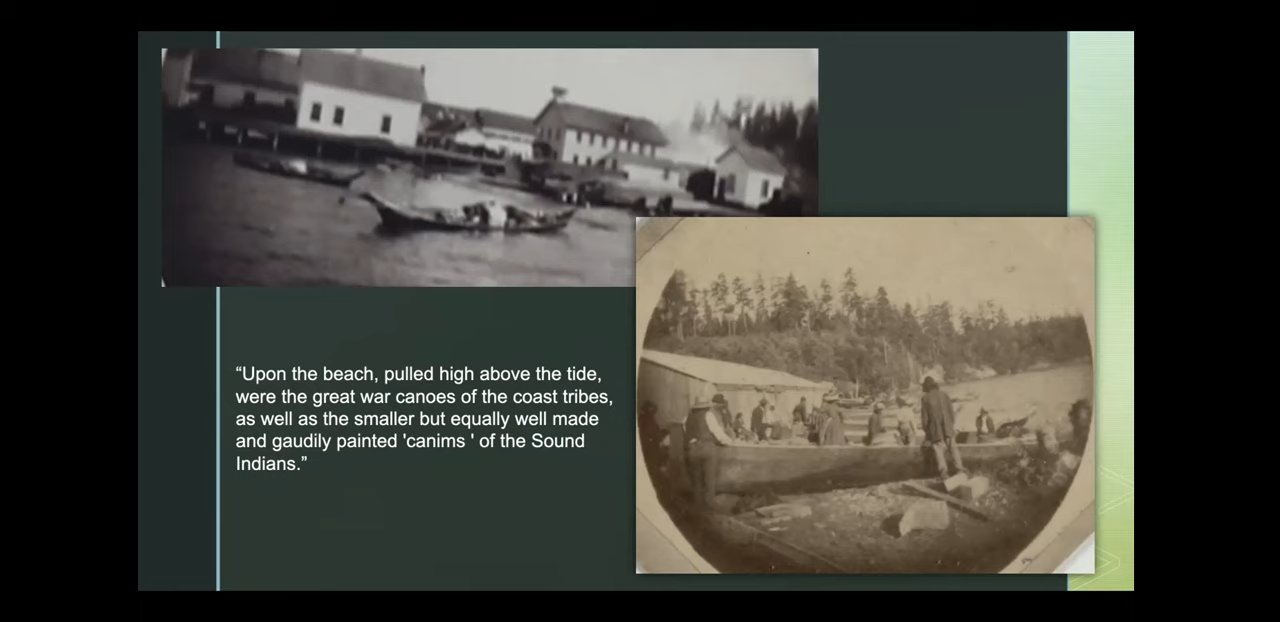 “Upon the beach, pulled high above the tide,
were the great war canoes of the coast tribes,
as well as the smaller but equally well made
and gaudily painted 'canims ' of the Sound
Indians.”